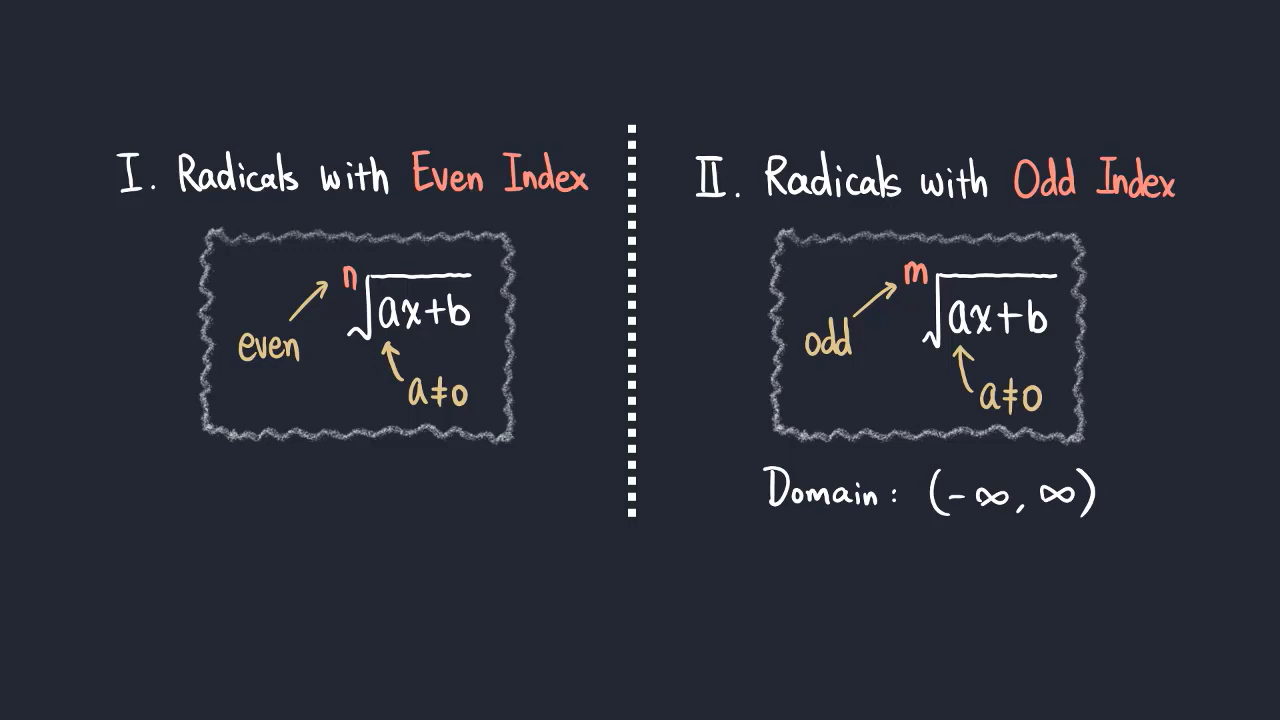 I. Radicals with Even Index
n√ax+b
even
a≠0
II. Radicals with Odd Index
m√ax+b
odd
a≠0
Domain: (-∞, ∞)